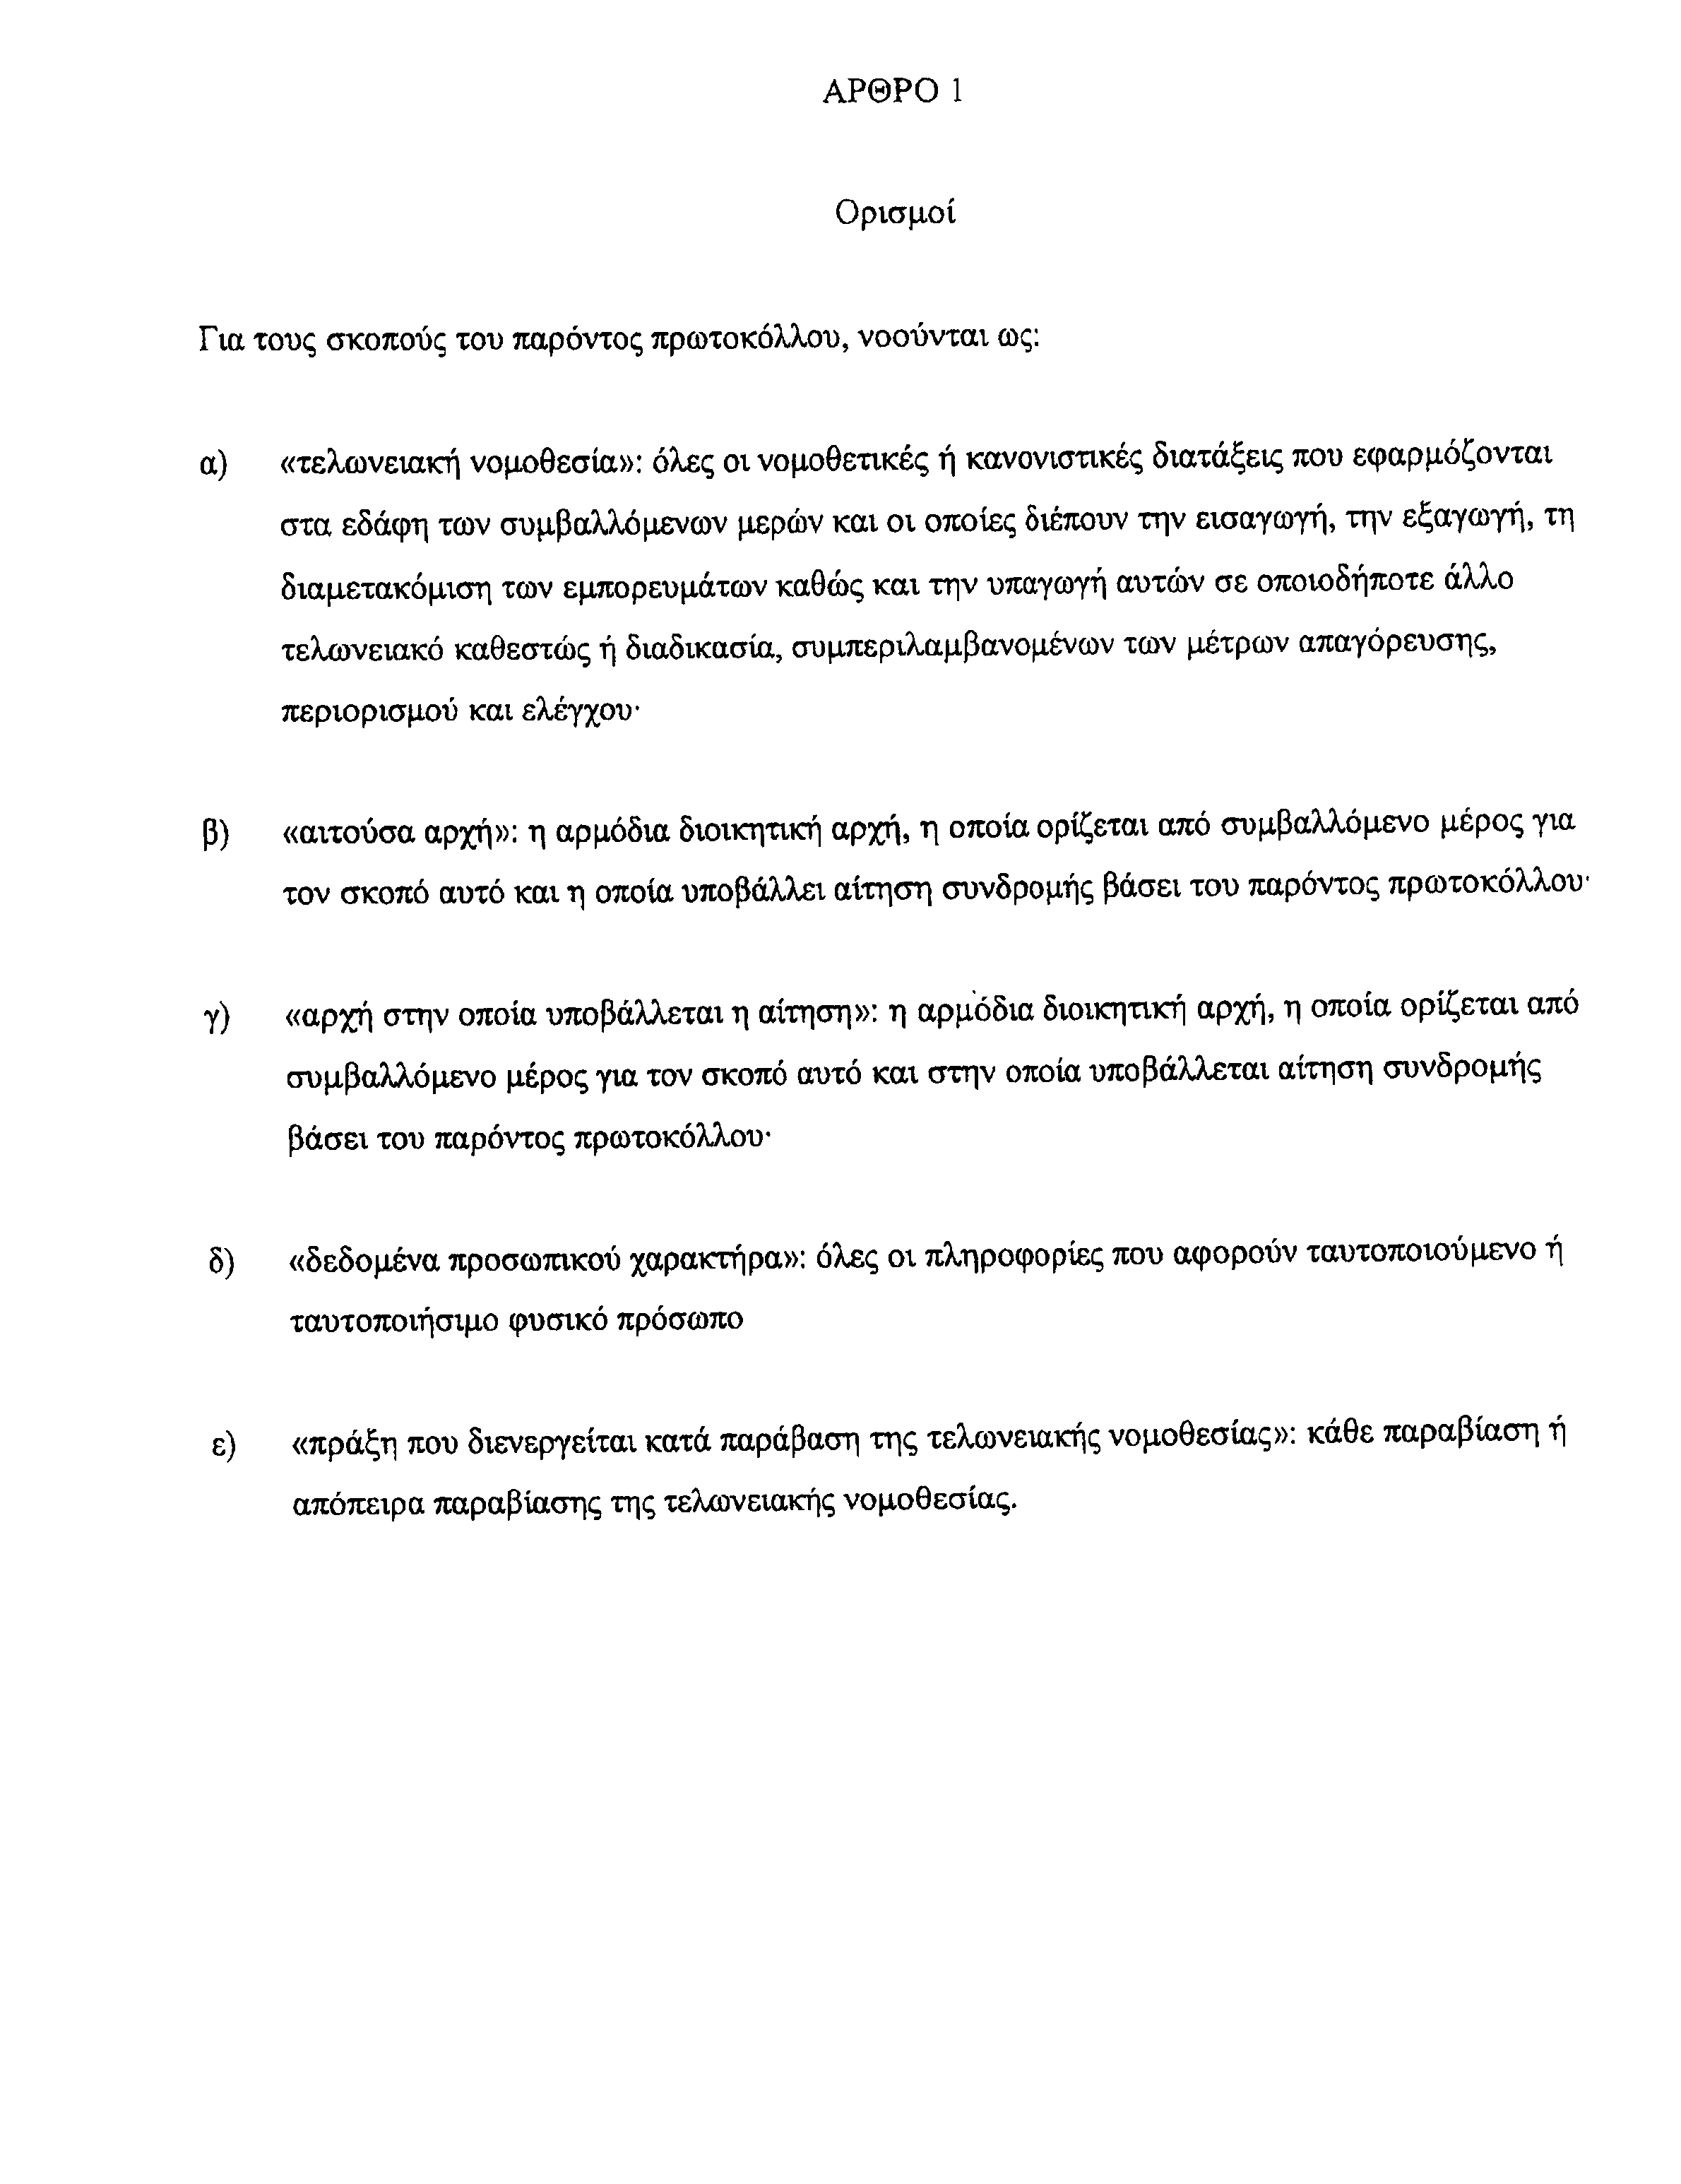 ΑΡΘΡΟ 1
Ορισμοί
Για τους σκοπούς του παρόντος πρωτοκόλλου, νοούνται ως:
α) «τελωνειακή νομοθεσία»: όλες οι νομοθετικές ή κανονιστικές διατάξεις που εφαρμόζονται
στα εδάφη των συμβαλλόμενων μερών και οι οποίες διέπουν την εισαγωγή, την εξαγωγή, τη
διαμετακόμιση των εμπορευμάτων καθώς και την υπαγωγή αυτών σε οποιοδήποτε άλλο
τελωνειακό καθεστώς ή διαδικασία, συμπεριλαμβανομένων των μέτρων απαγόρευσης,
περιορισμού και ελέγχου·
β) «αιτούσα αρχή»: η αρμόδια διοικητική αρχή, η οποία ορίζεται από συμβαλλόμενο μέρος για
τον σκοπό αυτό και η οποία υποβάλλει αίτηση συνδρομής βάσει του παρόντος πρωτοκόλλου·
γ) «αρχή στην οποία υποβάλλεται η αίτηση»: η αρμόδια διοικητική αρχή, η οποία ορίζεται από
συμβαλλόμενο μέρος για τον σκοπό αυτό και στην οποία υποβάλλεται αίτηση συνδρομής
βάσει του παρόντος πρωτοκόλλου·
δ) «δεδομένα προσωπικού χαρακτήρα»: όλες οι πληροφορίες που αφορούν ταυτοποιούμενο ή
ταυτοποιήσιμο φυσικό πρόσωπο
ε) «πράξη που διενεργείται κατά παράβαση της τελωνειακής νομοθεσίας»: κάθε παραβίαση ή
απόπειρα παραβίασης της τελωνειακής νομοθεσίας.